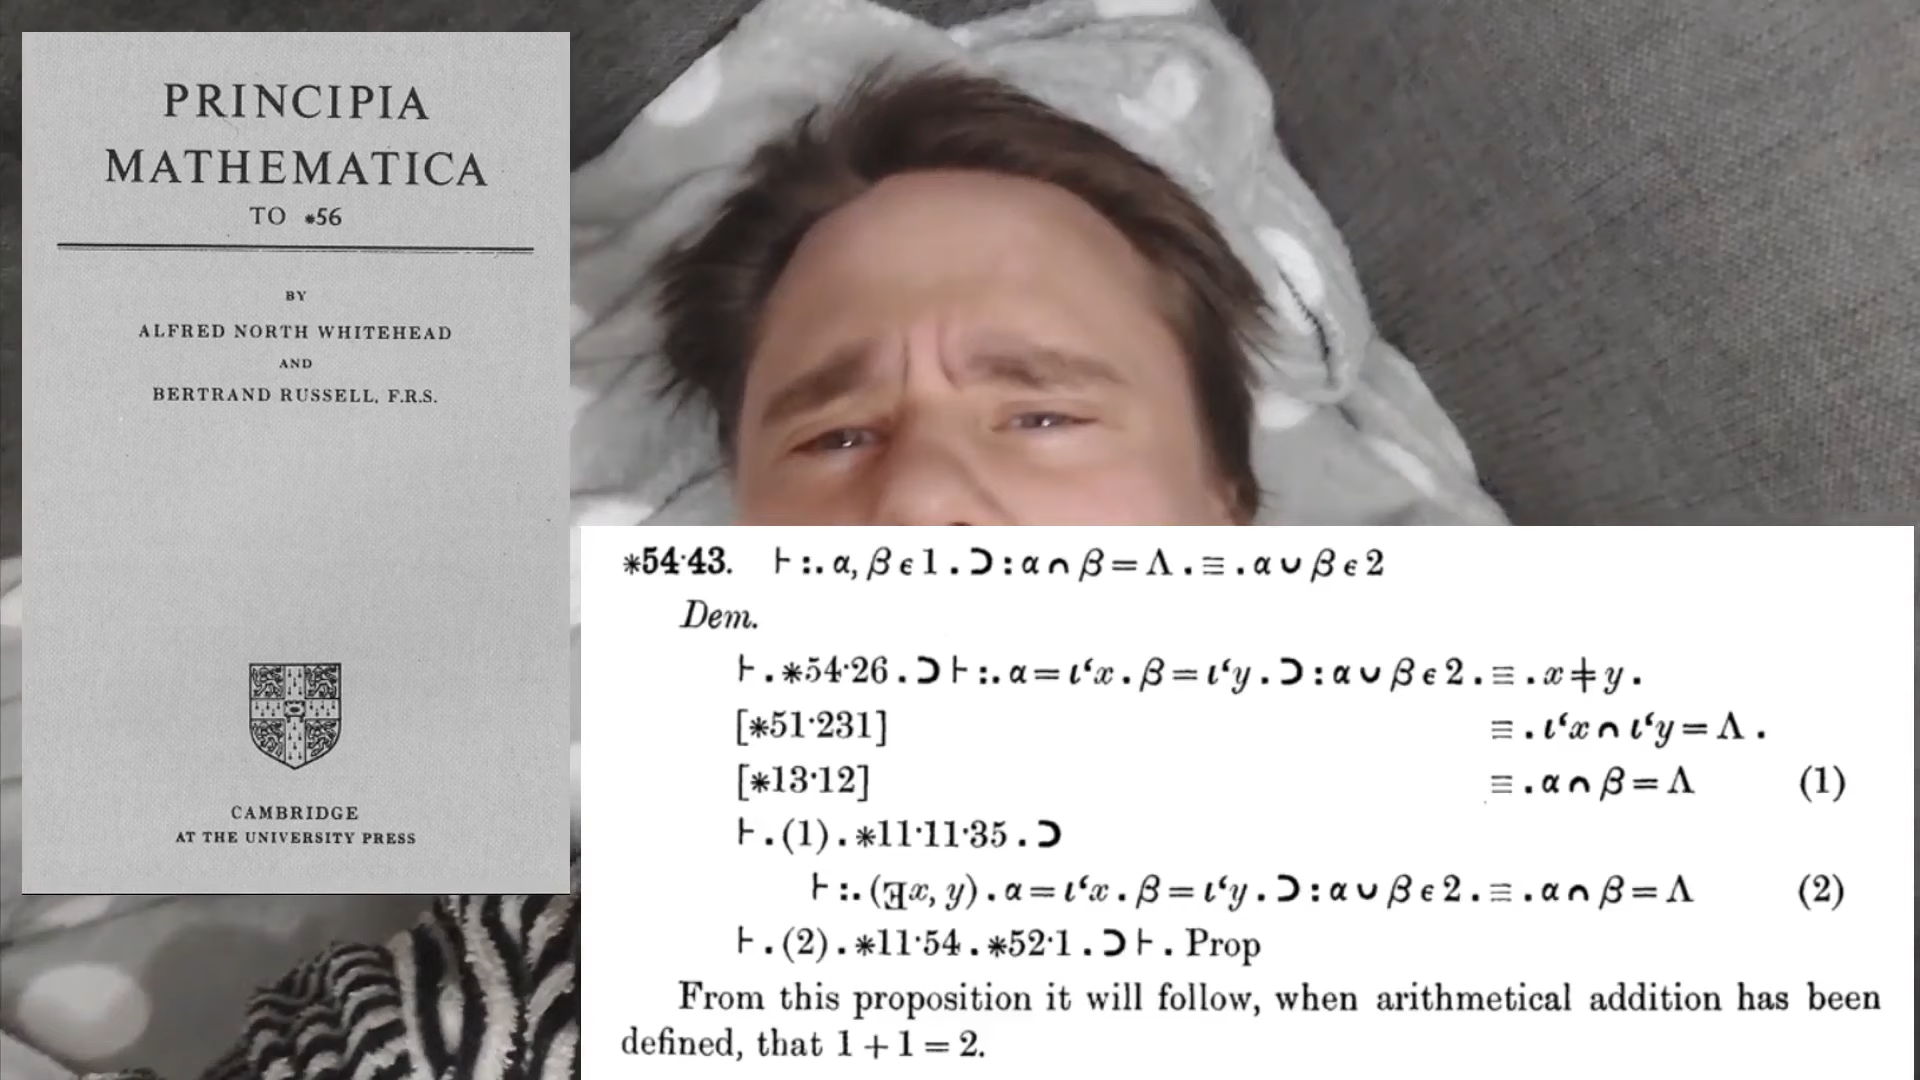 PRINCIPIA
MATHEMATICA
TO *56
BY
ALFRED NORTH WHITEHEAD
AND
BERTRAND RUSSELL, F.R.S.
CAMBRIDGE
AT THE UNIVERSITY PRESS
*54·43. ⊢ :. α, β ϵ 1 . ⊃ : α ∩ β = Λ . ≡ . α ∪ β ϵ 2
Dem.
⊢ . *54·26 . ⊃ ⊢ :. α = ι‘x . β = ι‘y . ⊃ : α ∪ β ϵ 2 . ≡ . x ≠ y .
[*51·231] ≡ . ι‘x ∩ ι‘y = Λ .
[*13·12] ≡ . α ∩ β = Λ (1)
⊢ . (1) . *11·11·35 . ⊃
⊢ :. (∃x, y) . α = ι‘x . β = ι‘y . ⊃ : α ∪ β ϵ 2 . ≡ . α ∩ β = Λ (2)
⊢ . (2) . *11·54 . *52·1 . ⊃ ⊢ . Prop
From this proposition it will follow, when arithmetical addition has been
defined, that 1 + 1 = 2.